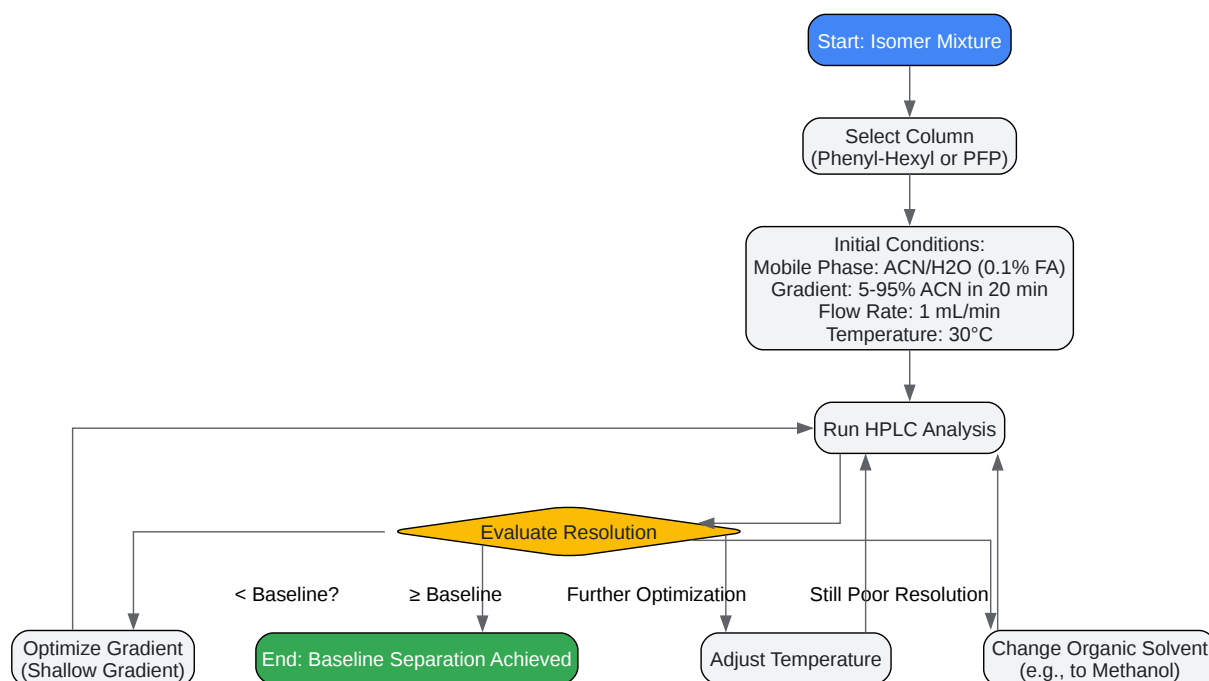 Start: Isomer Mixture
Select Column
(Phenyl-Hexyl or PFP)
Initial Conditions:
Mobile Phase: ACN/H2O (0.1% FA)
Gradient: 5-95% ACN in 20 min
Flow Rate: 1 mL/min
Temperature: 30°C
Run HPLC Analysis
Evaluate Resolution
< Baseline?
≥ Baseline
Further Optimization
Still Poor Resolution
Optimize Gradient
(Shallow Gradient)
End: Baseline Separation Achieved
Adjust Temperature
Change Organic Solvent
(e.g., to Methanol)